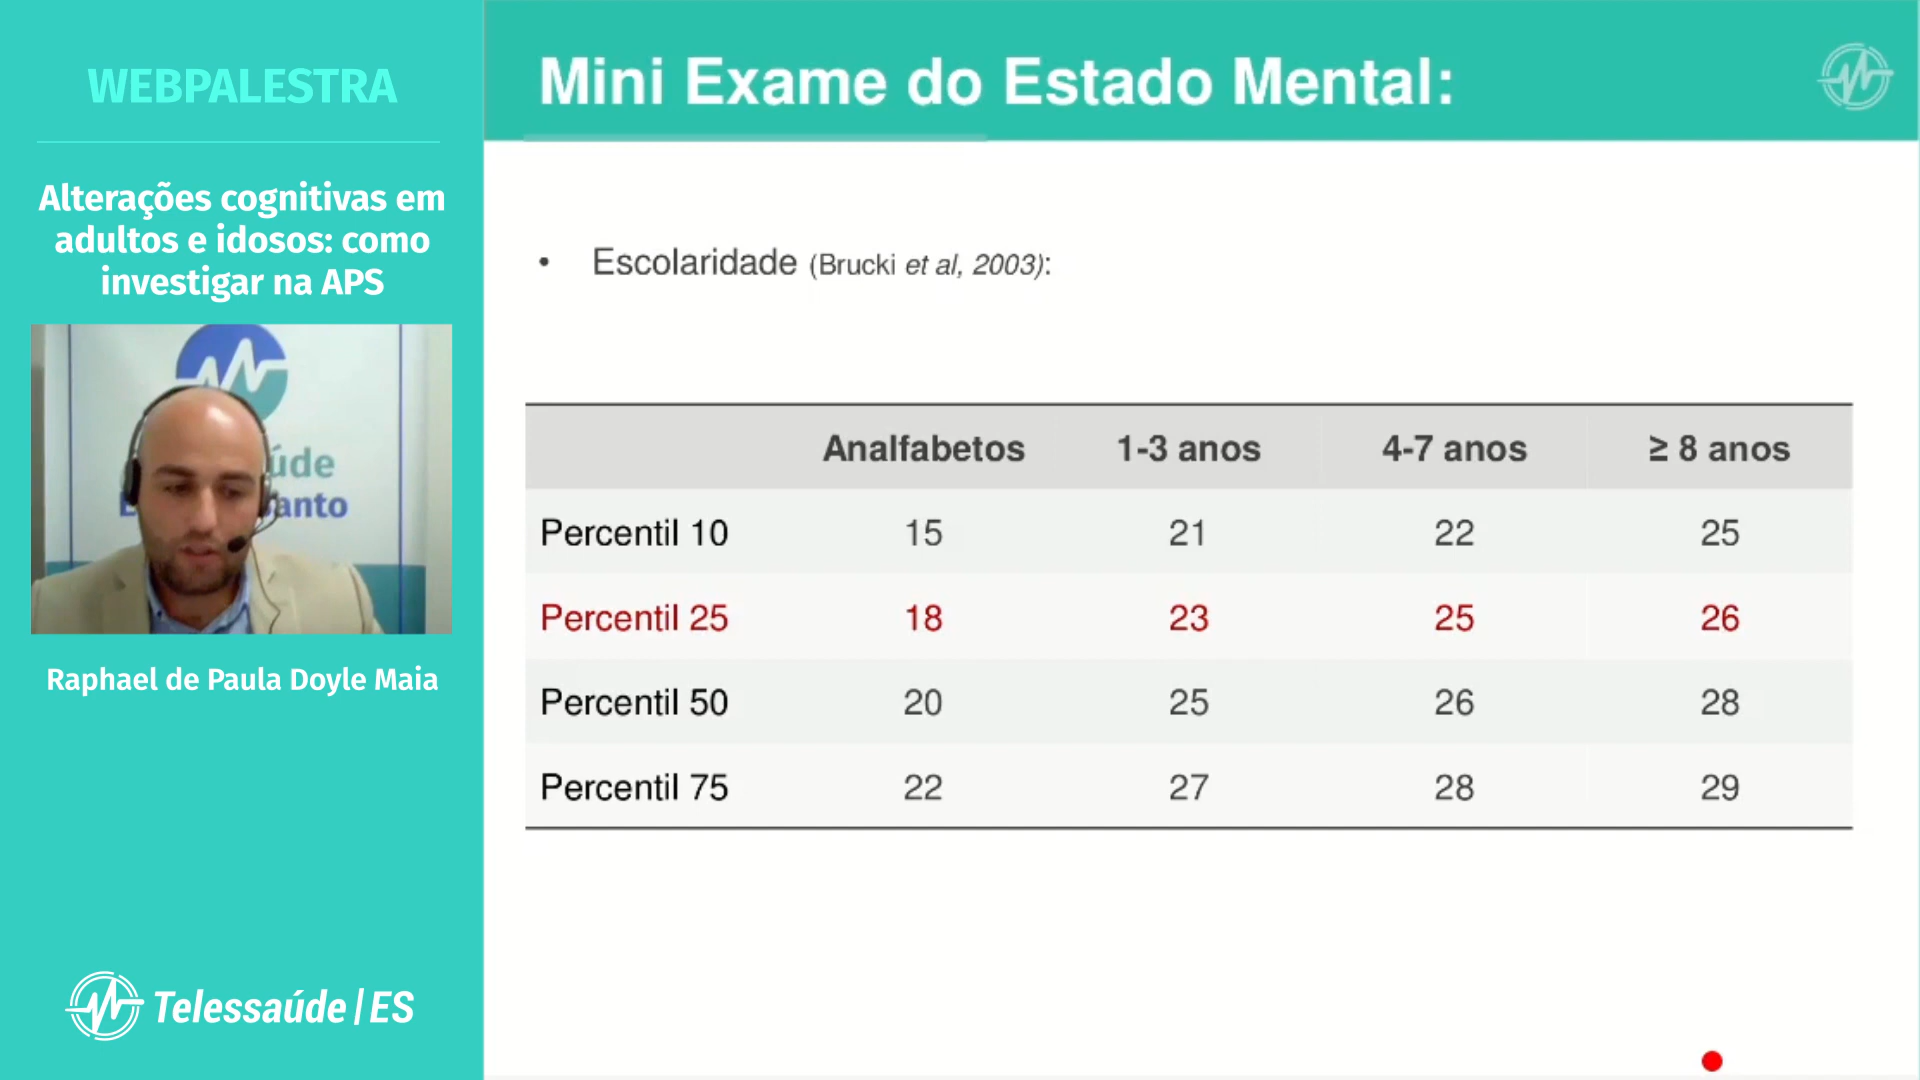 WEBPALESTRA
Alterações cognitivas em
adultos e idosos: como
investigar na APS
úde
anto
Raphael de Paula Doyle Maia
Telessaúde | ES
Mini Exame do Estado Mental:
• Escolaridade (Brucki et al, 2003):
Analfabetos 1-3 anos 4-7 anos ≥ 8 anos
Percentil 10 15 21 22 25
Percentil 25 18 23 25 26
Percentil 50 20 25 26 28
Percentil 75 22 27 28 29